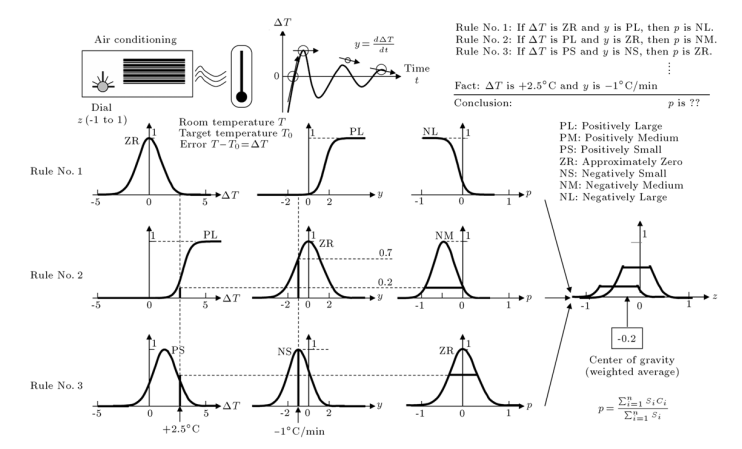 Air conditioning
Dial
z (-1 to 1)
ΔT
0
y = dΔT/dt
Time
t
Room temperature T
Target temperature T₀
Error T−T₀=ΔT
Rule No. 1: If ΔT is ZR and y is PL, then p is NL.
Rule No. 2: If ΔT is PL and y is ZR, then p is NM.
Rule No. 3: If ΔT is PS and y is NS, then p is ZR.
⋮
Fact: ΔT is +2.5°C and y is −1°C/min
Conclusion: p is ??
PL: Positively Large
PM: Positively Medium
PS: Positively Small
ZR: Approximately Zero
NS: Negatively Small
NM: Negatively Medium
NL: Negatively Large
Rule No. 1
ZR 1
-5 0 5 ΔT
1 PL
-2 0 2 y
NL 1
-1 0 1 p
Rule No. 2
1 PL
-5 0 5 ΔT
1 ZR
-2 0 2 y
0.7
0.2
NM 1
-1 0 1 p
Rule No. 3
1 PS
-5 0 5 ΔT
NS 1
-2 0 2 y
ZR 1
-1 0 1 p
+2.5°C
−1°C/min
1
-1 0 1 z
-0.2
Center of gravity
(weighted average)
p = ∑ⁿᵢ₌₁ SᵢCᵢ / ∑ⁿᵢ₌₁ Sᵢ